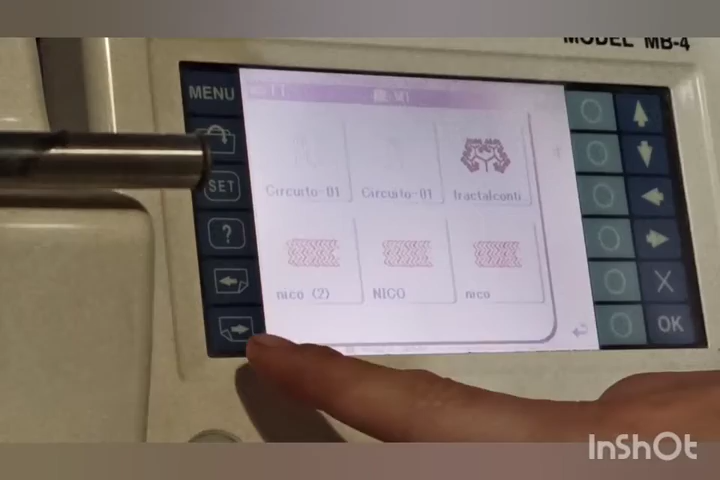 MODEL MB-4
MENU
Circuito-01 Circuito-01 fractalconti
SET
?
nico (2) NICO nico
X
OK
InShOt